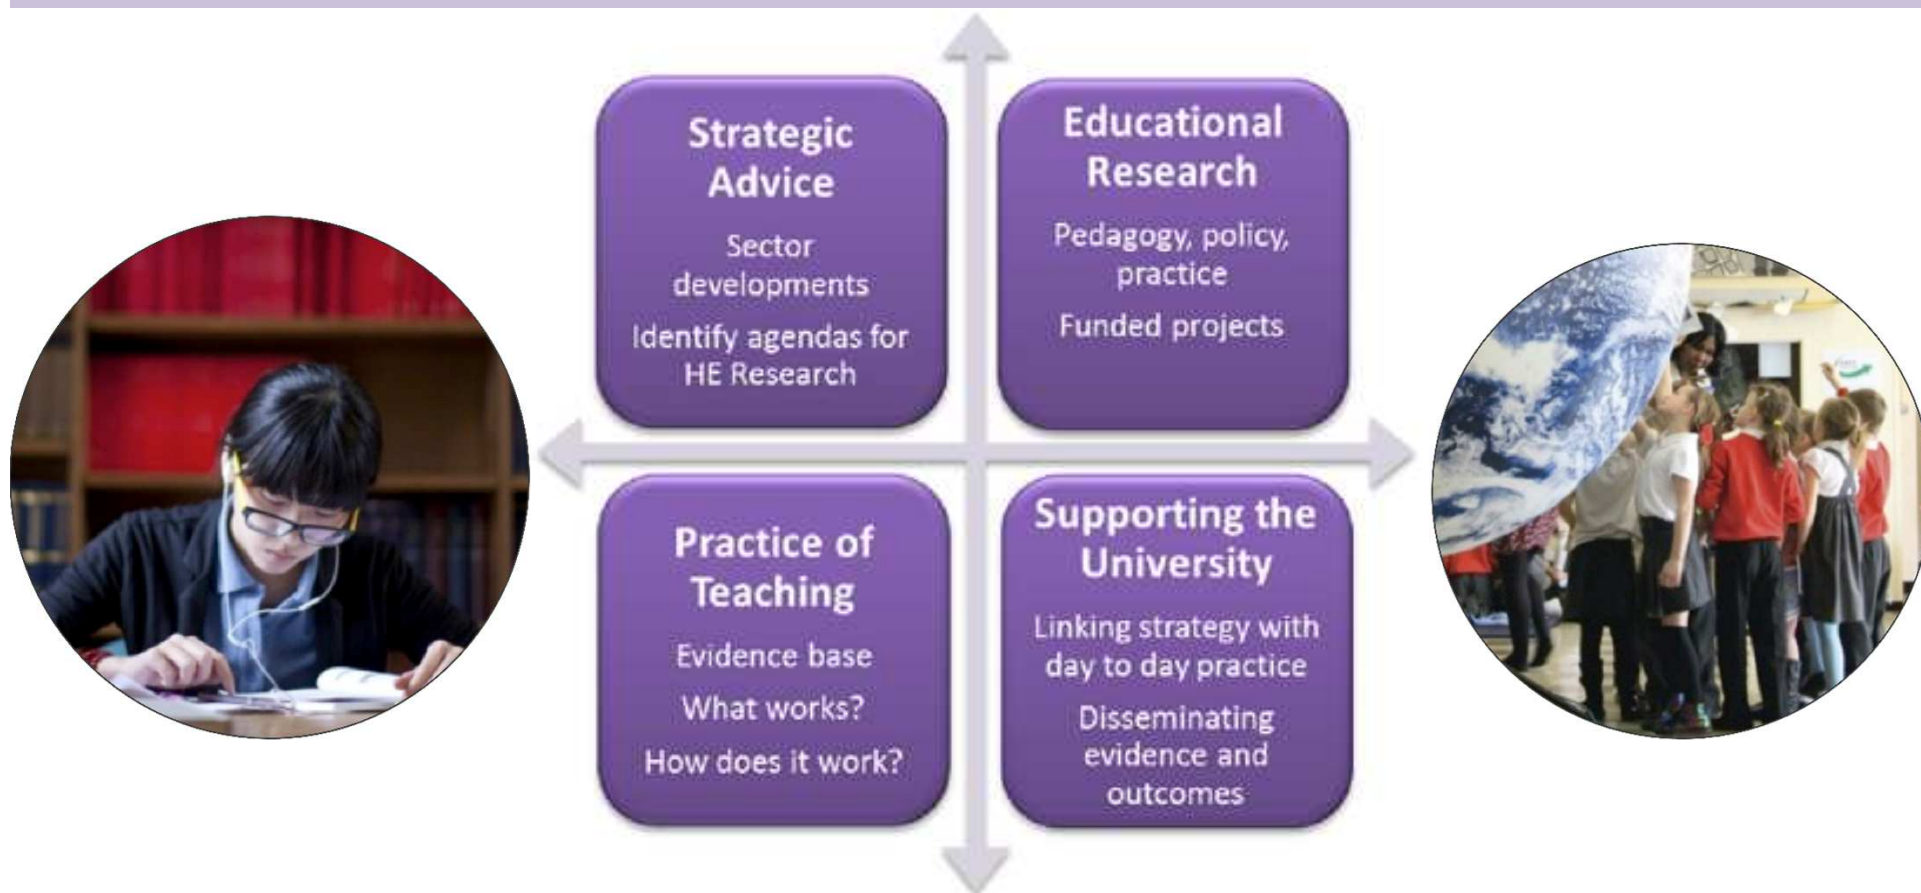 Strategic
Advice
Sector
developments
Identify agendas for
HE Research
Educational
Research
Pedagogy, policy,
practice
Funded projects
Practice of
Teaching
Evidence base
What works?
How does it work?
Supporting the
University
Linking strategy with
day to day practice
Disseminating
evidence and
outcomes